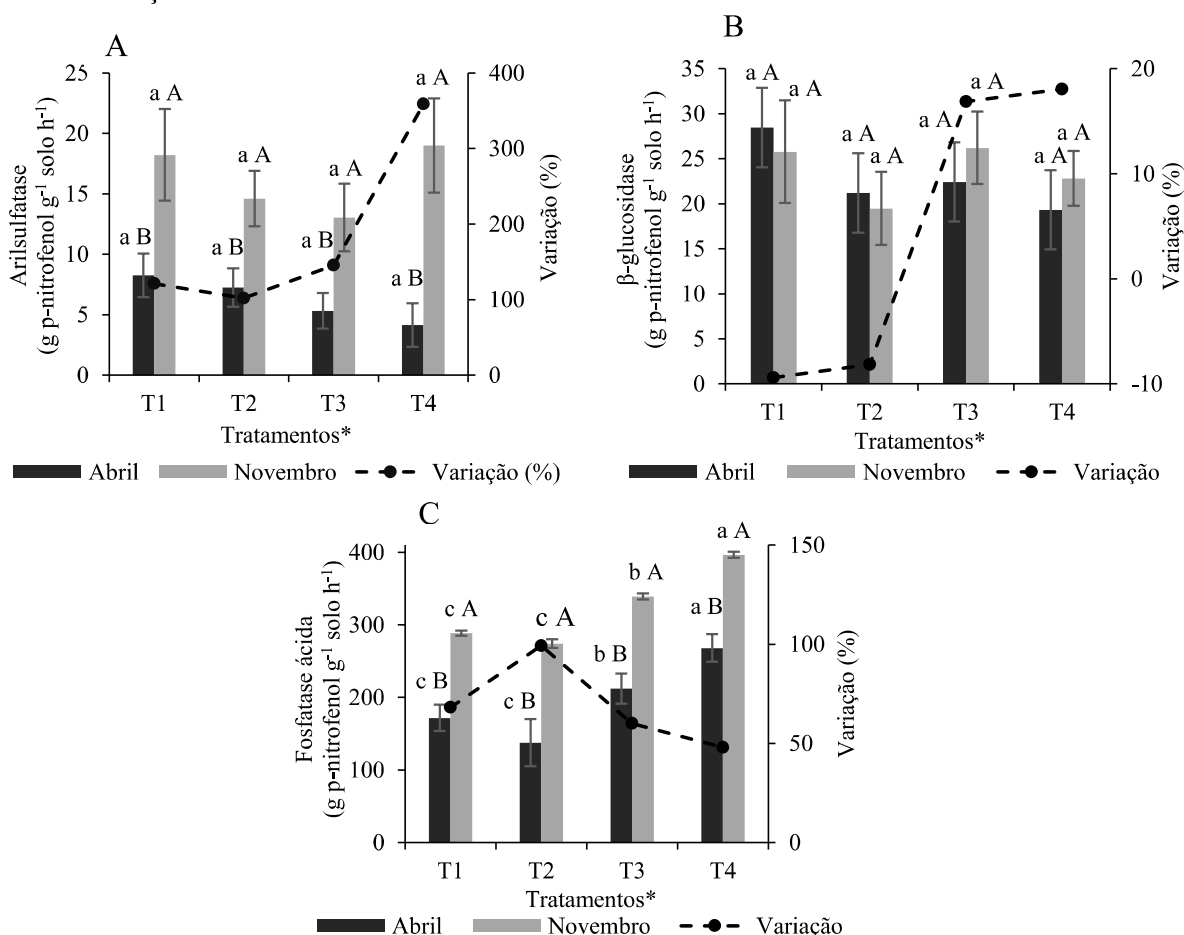 A
Arilsulfatase
(g p-nitrofenol g⁻¹ solo h⁻¹)
25
20
15
10
5
0
400
300
200
100
0
Variação (%)
a A
a A
a A
a A
a B
a B
a B
a B
T1 T2 T3 T4
Tratamentos*
Abril Novembro Variação (%)
B
β-glucosidase
(g p-nitrofenol g⁻¹ solo h⁻¹)
35
30
25
20
15
10
5
0
20
10
0
-10
Variação (%)
a A
a A
a A
a A
a A
a A
a A
a A
T1 T2 T3 T4
Tratamentos*
Abril Novembro Variação
C
Fosfatase ácida
(g p-nitrofenol g⁻¹ solo h⁻¹)
400
300
200
100
0
150
100
50
0
Variação (%)
c B
c A
c B
c A
b B
b A
a B
a A
T1 T2 T3 T4
Tratamentos*
Abril Novembro Variação